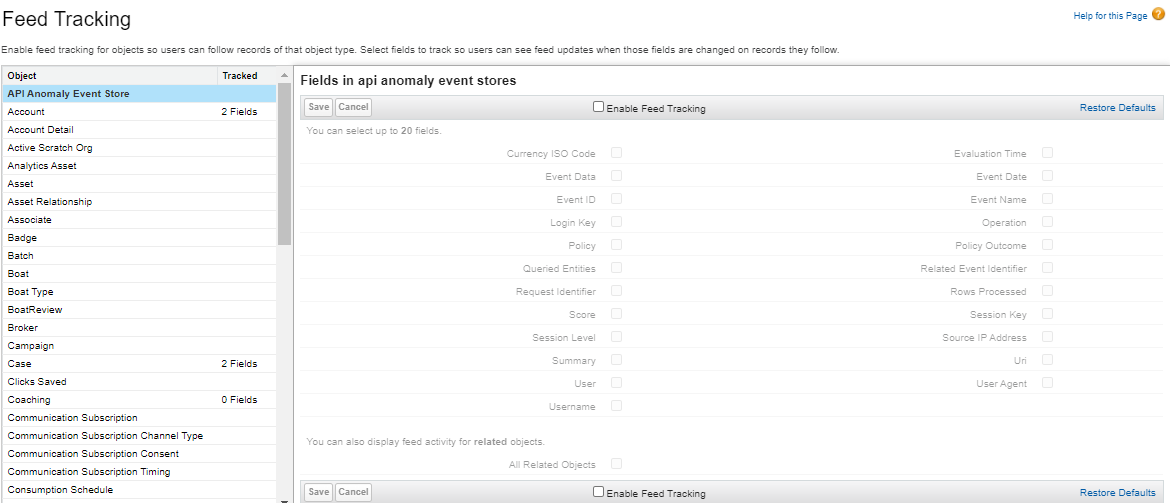 Feed Tracking
Help for this Page ?
Enable feed tracking for objects so users can follow records of that object type. Select fields to track so users can see feed updates when those fields are changed on records they follow.
Object Tracked
API Anomaly Event Store
Account 2 Fields
Account Detail
Active Scratch Org
Analytics Asset
Asset
Asset Relationship
Associate
Badge
Batch
Boat
Boat Type
BoatReview
Broker
Campaign
Case 2 Fields
Clicks Saved
Coaching 0 Fields
Communication Subscription
Communication Subscription Channel Type
Communication Subscription Consent
Communication Subscription Timing
Consumption Schedule
Fields in api anomaly event stores
Save Cancel Enable Feed Tracking Restore Defaults
You can select up to 20 fields.
Currency ISO Code Evaluation Time
Event Data Event Date
Event ID Event Name
Login Key Operation
Policy Policy Outcome
Queried Entities Related Event Identifier
Request Identifier Rows Processed
Score Session Key
Session Level Source IP Address
Summary Uri
User User Agent
Username
You can also display feed activity for related objects.
All Related Objects
Save Cancel Enable Feed Tracking Restore Defaults